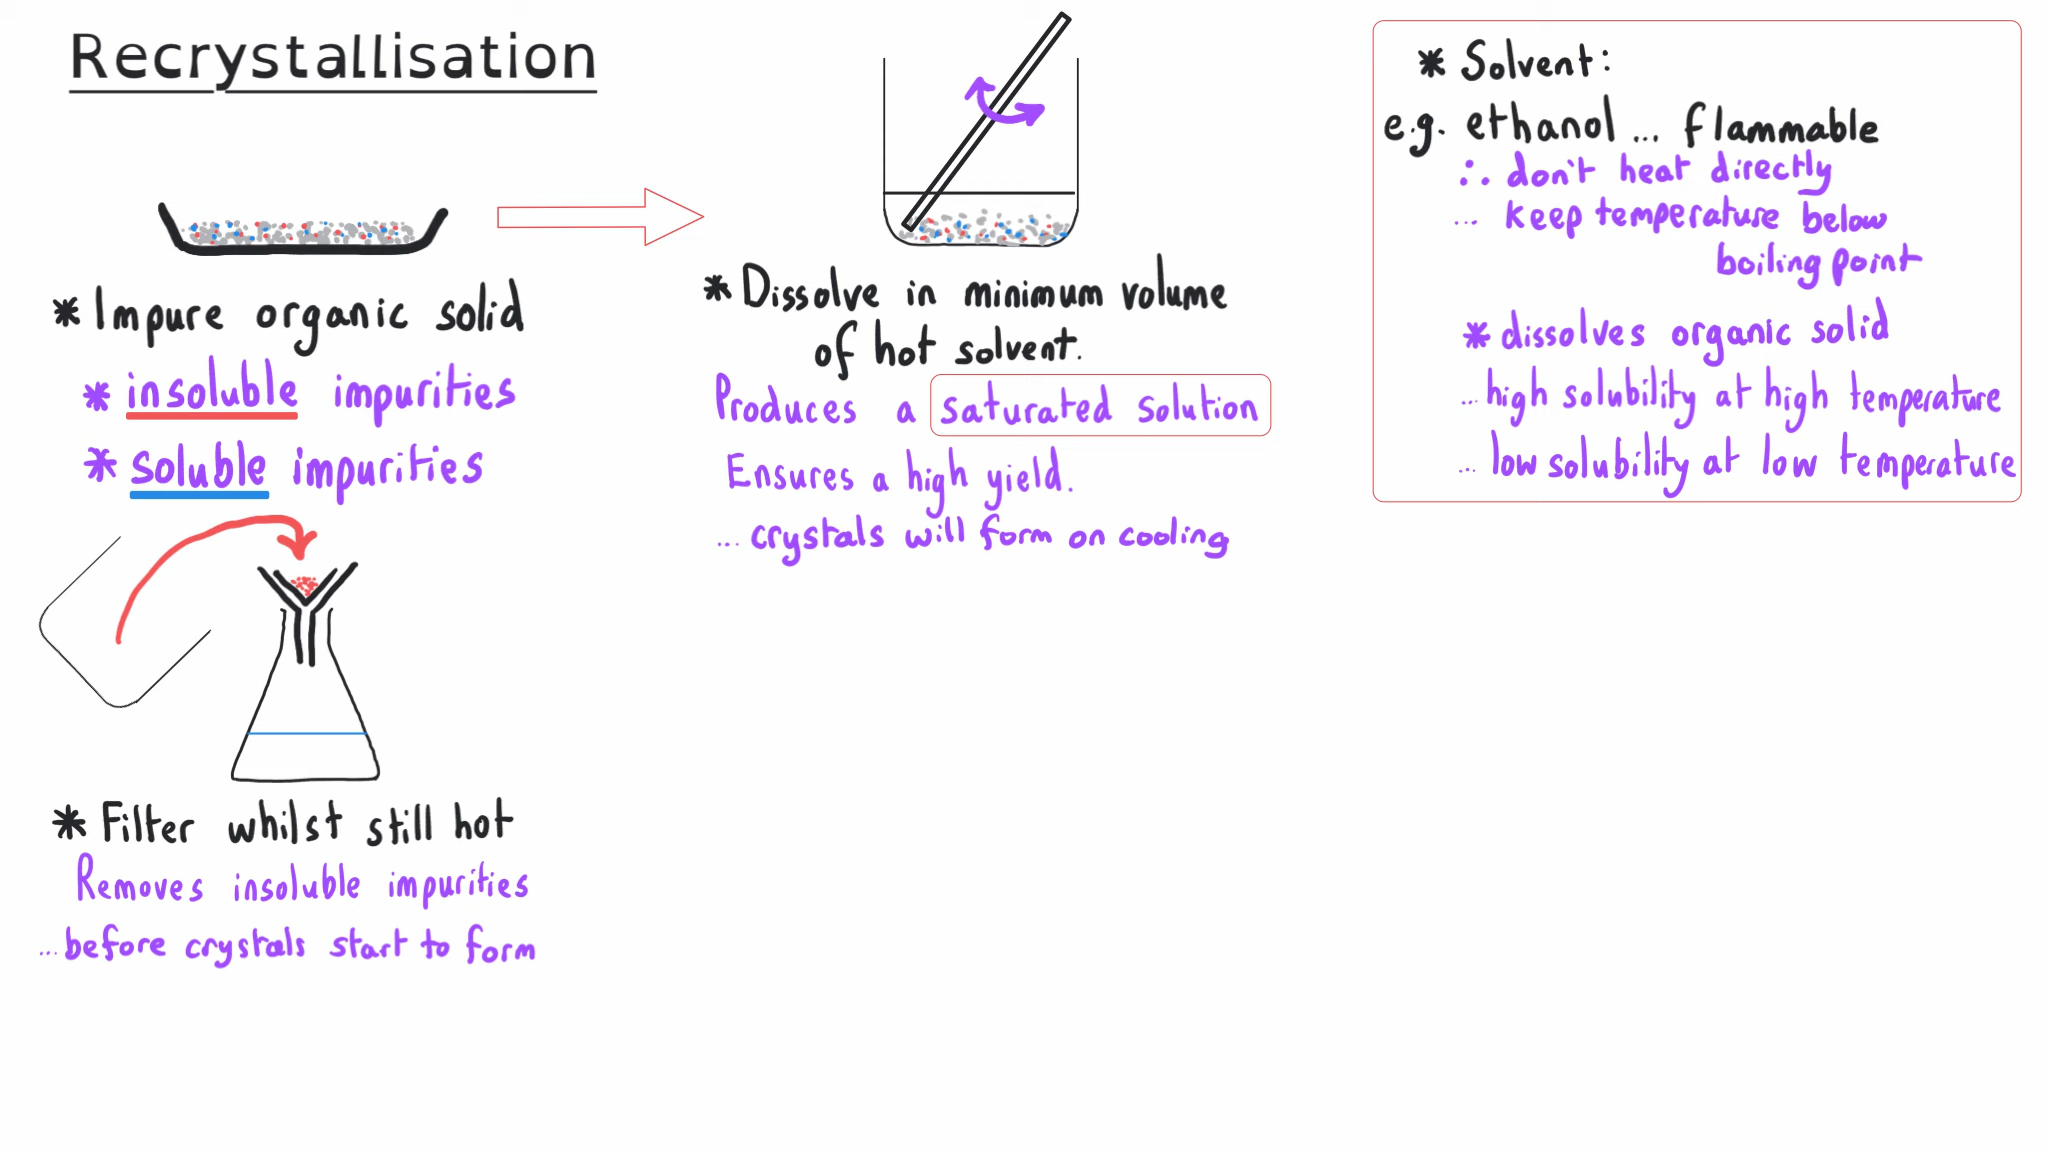 Recrystallisation
* Impure organic solid
* insoluble impurities
* soluble impurities
* Dissolve in minimum volume
of hot solvent.
Produces a saturated solution
Ensures a high yield.
... crystals will form on cooling
* Solvent:
e.g. ethanol ... flammable
∴ don't heat directly
... keep temperature below
boiling point
* dissolves organic solid
... high solubility at high temperature
... low solubility at low temperature
* Filter whilst still hot
Removes insoluble impurities
... before crystals start to form